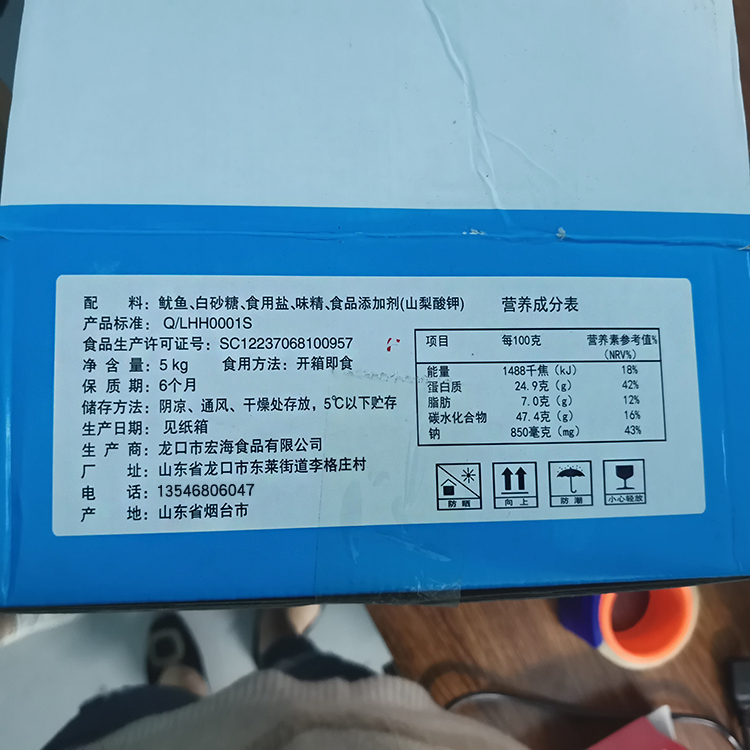 配 料：鱿鱼、白砂糖、食用盐、味精、食品添加剂(山梨酸钾)
产品标准：Q/LHH0001S
食品生产许可证号：SC12237068100957
净 含 量：5kg 食用方法：开箱即食
保 质 期：6个月
储存方法：阴凉、通风、干燥处存放，5℃以下贮存
生产日期：见纸箱
生 产 商：龙口市宏海食品有限公司
厂 址：山东省龙口市东莱街道李格庄村
电 话：13546806047
产 地：山东省烟台市
营养成分表
项目 每100克 营养素参考值%
(NRV%)
能量 1488千焦(kJ) 18%
蛋白质 24.9克(g) 42%
脂肪 7.0克(g) 12%
碳水化合物 47.4克(g) 16%
钠 850毫克(mg) 43%
防晒 向上 防潮 小心轻放